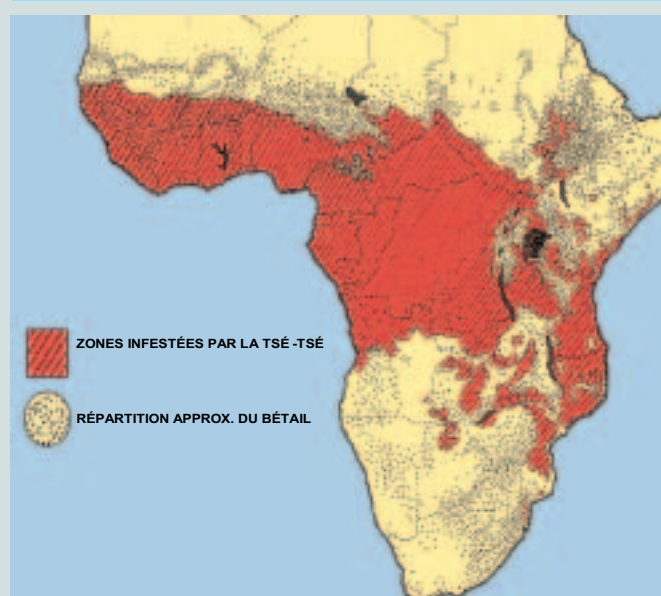 ZONES INFESTÉES PAR LA TSÉ -TSÉ
RÉPARTITION APPROX. DU BÉTAIL